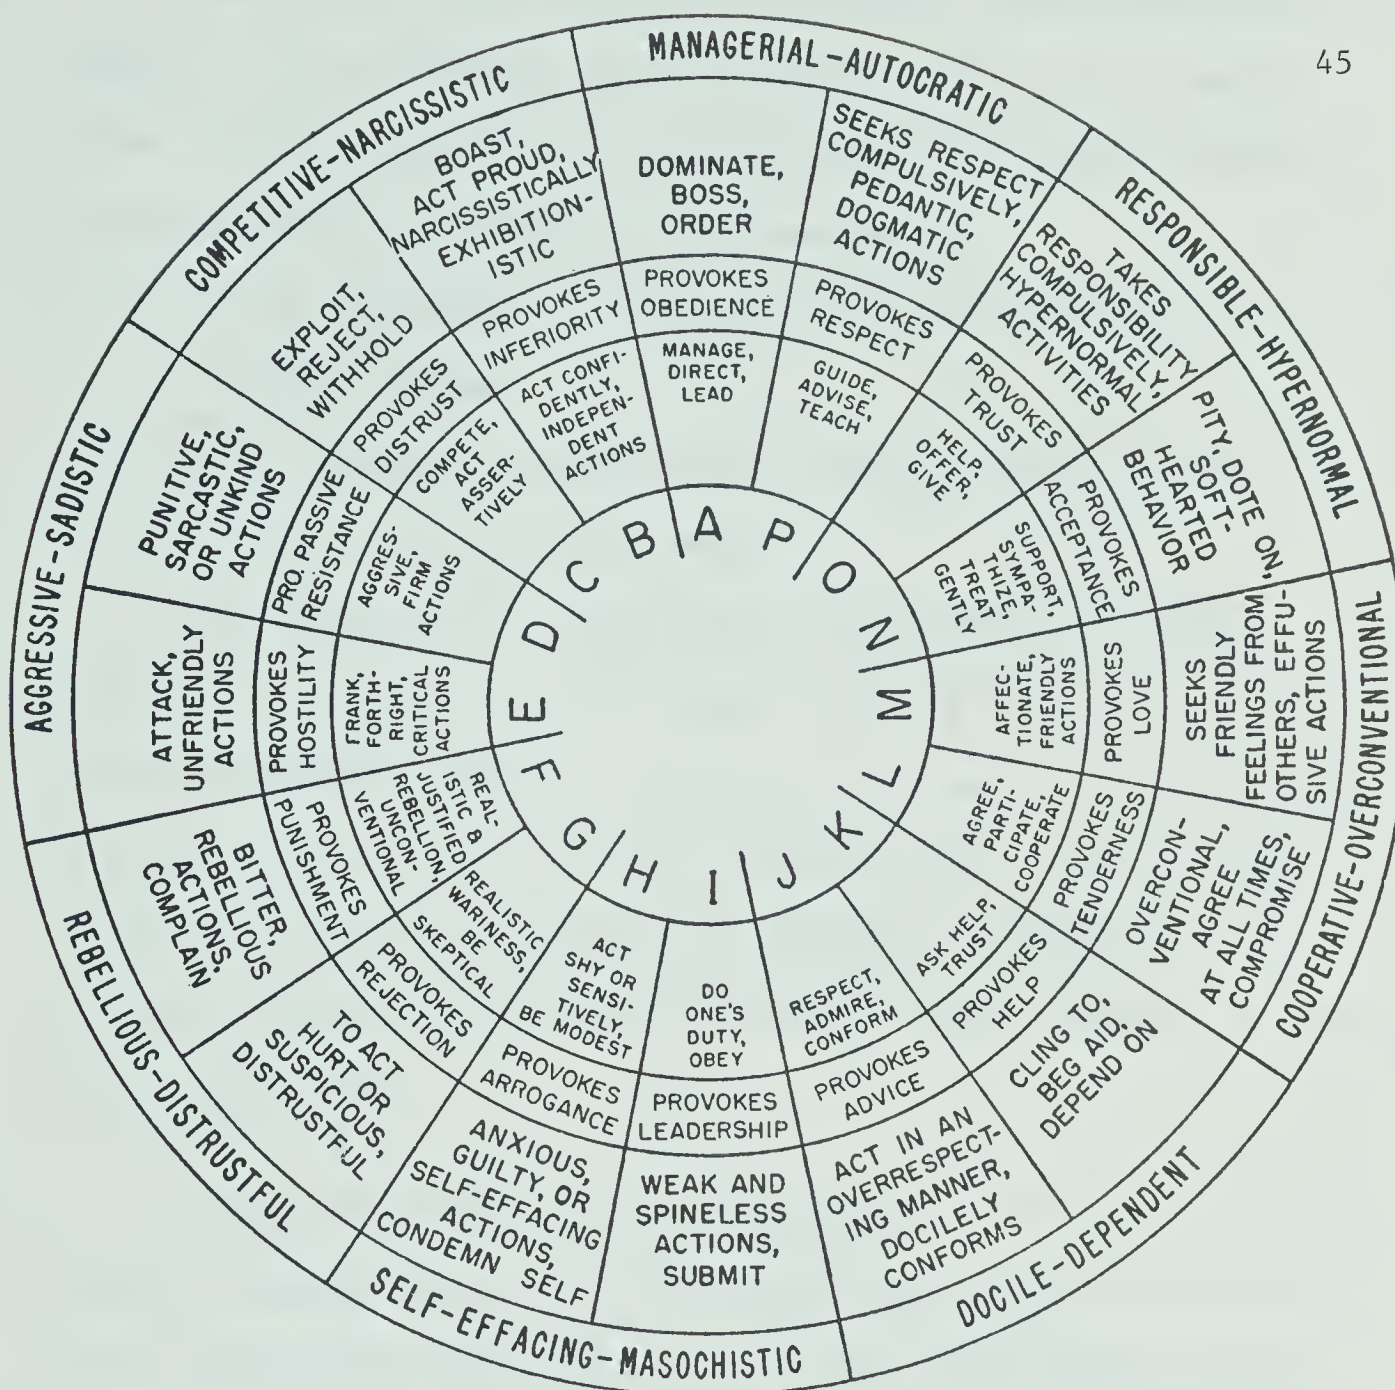 45
MANAGERIAL-AUTOCRATIC
RESPONSIBLE-HYPERNORMAL
COOPERATIVE-OVERCONVENTIONAL
DOCILE-DEPENDENT
SELF-EFFACING-MASOCHISTIC
REBELLIOUS-DISTRUSTFUL
AGGRESSIVE-SADISTIC
COMPETITIVE-NARCISSISTIC
DOMINATE,
BOSS,
ORDER
PROVOKES
OBEDIENCE
MANAGE,
DIRECT,
LEAD
A
SEEKS RESPECT
COMPULSIVELY,
PEDANTIC,
DOGMATIC
ACTIONS
PROVOKES
RESPECT
GUIDE,
ADVISE,
TEACH
P
TAKES
RESPONSIBILITY
COMPULSIVELY,
HYPERNORMAL
ACTIVITIES
PROVOKES
TRUST
HELP,
OFFER,
GIVE
O
PITY, DOTE ON,
SOFT-
HEARTED
BEHAVIOR
PROVOKES
ACCEPTANCE
SUPPORT,
SYMPA-
THIZE,
TREAT
GENTLY
N
SEEKS
FRIENDLY
FEELINGS FROM
OTHERS, EFFU-
SIVE ACTIONS
PROVOKES
LOVE
AFFEC-
TIONATE,
FRIENDLY
ACTIONS
M
OVERCON-
VENTIONAL,
AGREE
AT ALL TIMES,
COMPROMISE
PROVOKES
TENDERNESS
AGREE,
PARTI-
CIPATE,
COOPERATE
L
CLING TO,
BEG AID,
DEPEND ON
PROVOKES
HELP
ASK HELP,
TRUST
K
ACT IN AN
OVERRESPECT-
ING MANNER,
DOCILELY
CONFORMS
PROVOKES
ADVICE
RESPECT,
ADMIRE,
CONFORM
J
WEAK AND
SPINELESS
ACTIONS,
SUBMIT
PROVOKES
LEADERSHIP
DO
ONE'S
DUTY,
OBEY
I
ANXIOUS,
GUILTY, OR
SELF-EFFACING
ACTIONS,
CONDEMN SELF
PROVOKES
ARROGANCE
ACT
SHY OR
SENSI-
TIVELY,
BE MODEST
H
TO ACT
HURT OR
SUSPICIOUS,
DISTRUSTFUL
PROVOKES
REJECTION
REALISTIC
WARINESS,
BE
SKEPTICAL
G
BITTER,
REBELLIOUS
ACTIONS,
COMPLAIN
PROVOKES
PUNISHMENT
REAL-
ISTIC &
JUSTIFIED
REBELLION,
UNCON-
VENTIONAL
F
ATTACK,
UNFRIENDLY
ACTIONS
PROVOKES
HOSTILITY
FRANK,
FORTH-
RIGHT,
CRITICAL
ACTIONS
E
PUNITIVE,
SARCASTIC,
OR UNKIND
ACTIONS
PRO. PASSIVE
RESISTANCE
AGGRES-
SIVE,
FIRM
ACTIONS
D
EXPLOIT,
REJECT,
WITHHOLD
PROVOKES
DISTRUST
COMPETE,
ACT
ASSER-
TIVELY
C
BOAST,
ACT PROUD,
NARCISSISTICALLY
EXHIBITION-
ISTIC
PROVOKES
INFERIORITY
ACT CONFI-
DENTLY,
INDEPEN-
DENT
ACTIONS
B